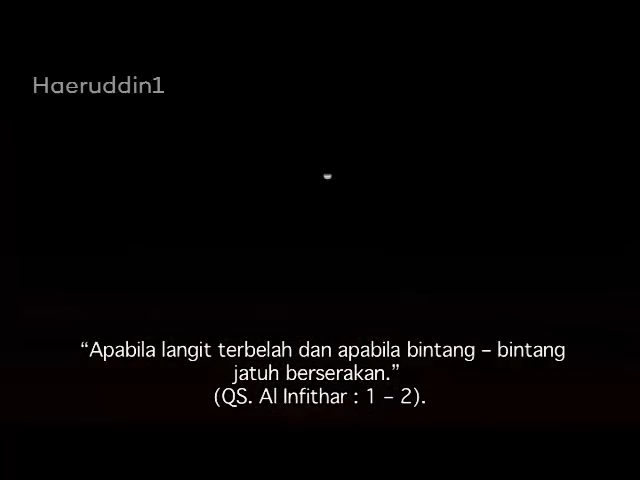 Haeruddin1
“Apabila langit terbelah dan apabila bintang – bintang
jatuh berserakan.”
(QS. Al Infithar : 1 – 2).